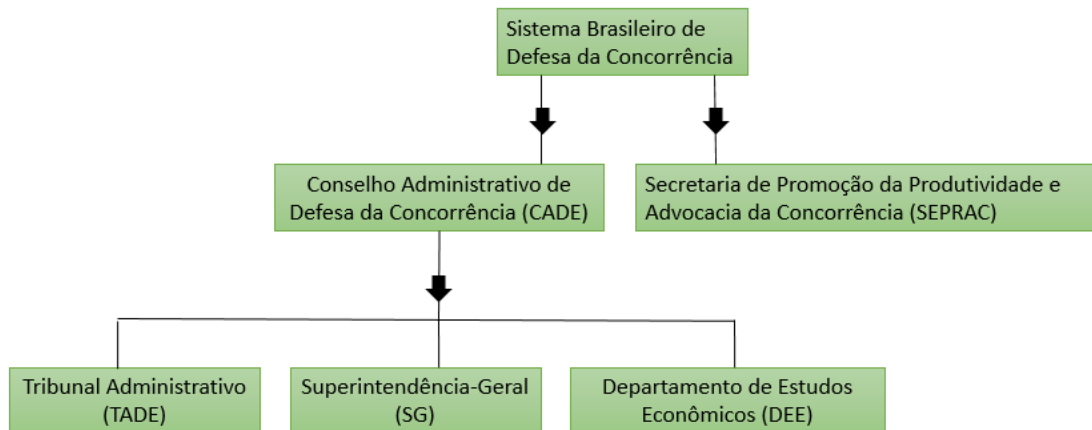 Sistema Brasileiro de
Defesa da Concorrência
Conselho Administrativo de
Defesa da Concorrência (CADE)
Secretaria de Promoção da Produtividade e
Advocacia da Concorrência (SEPRAC)
Tribunal Administrativo
(TADE)
Superintendência-Geral
(SG)
Departamento de Estudos
Econômicos (DEE)